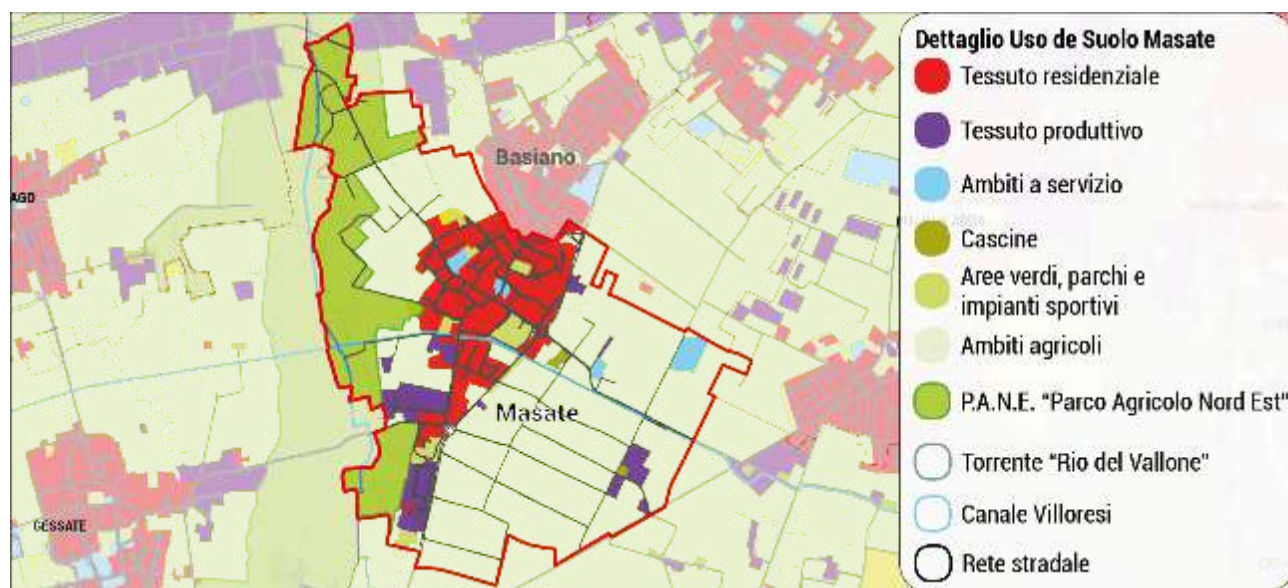 Dettaglio Uso de Suolo Masate
Tessuto residenziale
Tessuto produttivo
Ambiti a servizio
Cascine
Aree verdi, parchi e
impianti sportivi
Ambiti agricoli
P.A.N.E. “Parco Agricolo Nord Est”
Torrente “Rio del Vallone”
Canale Villoresi
Rete stradale
Basiano
AGO
Masate
GESSATE